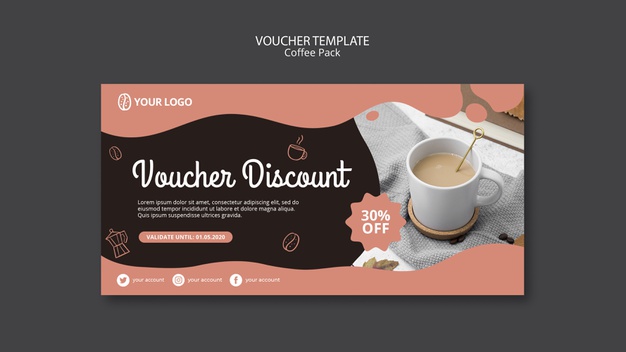 VOUCHER TEMPLATE
Coffee Pack
YOUR LOGO
Voucher Discount
Lorem ipsum dolor sit amet, consectetur adipiscing elit, sed do
eiusmod tempor incididunt ut labore et dolore magna aliqua.
Quis ipsum suspendisse ultrices gravida.
30%
OFF
VALIDATE UNTIL: 01.05.2020
your account
your account
your account